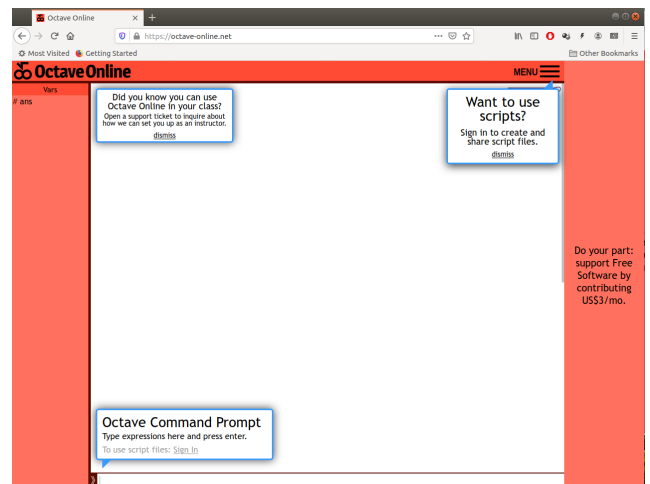 Octave Online
https://octave-online.net
Most Visited
Getting Started
Other Bookmarks
Octave Online
MENU
Vars
# ans
Did you know you can use
Octave Online in your class?
Open a support ticket to inquire about
how we can set you up as an instructor.
dismiss
Want to use
scripts?
Sign in to create and
share script files.
dismiss
Do your part:
support Free
Software by
contributing
US$3/mo.
Octave Command Prompt
Type expressions here and press enter.
To use script files: Sign In